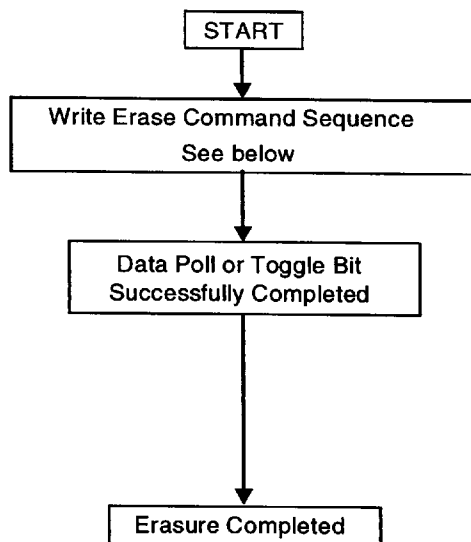 START
Write Erase Command Sequence
See below
Data Poll or Toggle Bit
Successfully Completed
Erasure Completed